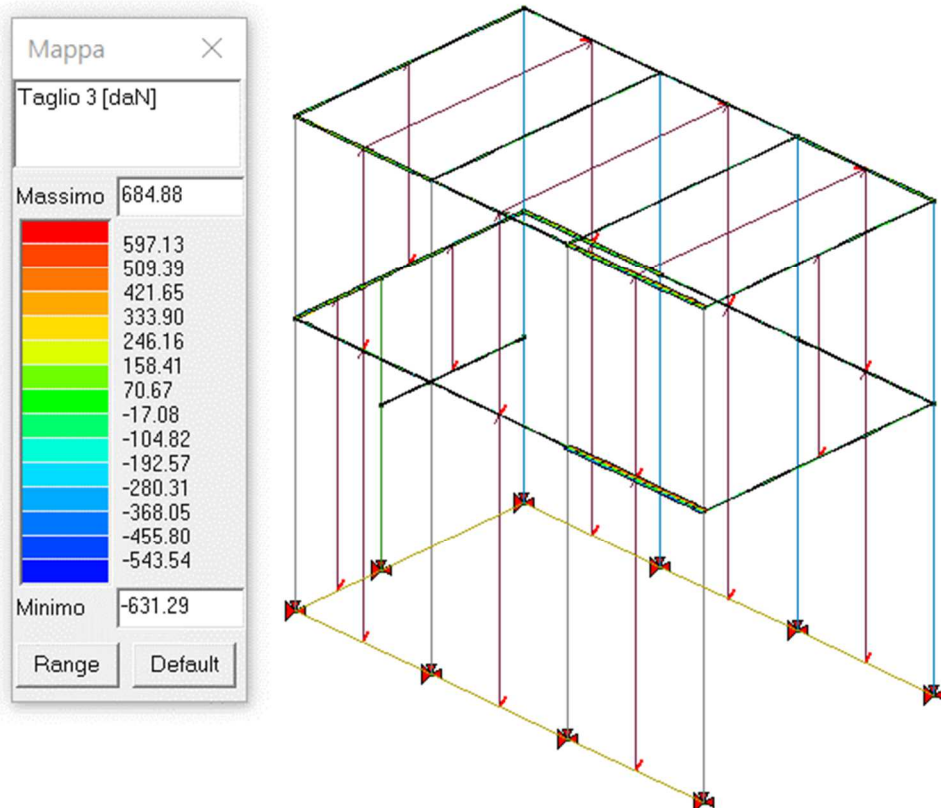 Mappa
Taglio 3 [daN]
Massimo 684.88
597.13
509.39
421.65
333.90
246.16
158.41
70.67
-17.08
-104.82
-192.57
-280.31
-368.05
-455.80
-543.54
Minimo -631.29
Range Default